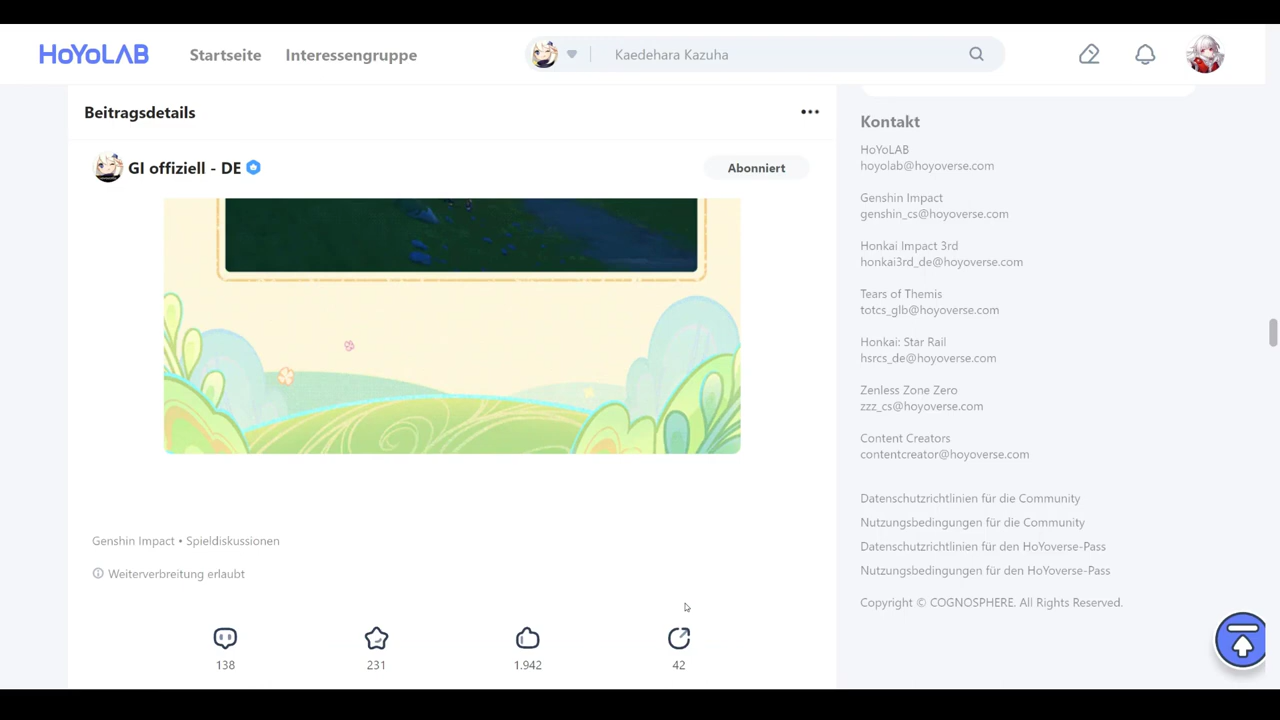 HoYoLAB
Startseite
Interessengruppe
Kaedehara Kazuha
Beitragsdetails
GI offiziell - DE
Abonniert
Genshin Impact • Spieldiskussionen
Weiterverbreitung erlaubt
138
231
1.942
42
Kontakt
HoYoLAB
hoyolab@hoyoverse.com
Genshin Impact
genshin_cs@hoyoverse.com
Honkai Impact 3rd
honkai3rd_de@hoyoverse.com
Tears of Themis
totcs_glb@hoyoverse.com
Honkai: Star Rail
hsrcs_de@hoyoverse.com
Zenless Zone Zero
zzz_cs@hoyoverse.com
Content Creators
contentcreator@hoyoverse.com
Datenschutzrichtlinien für die Community
Nutzungsbedingungen für die Community
Datenschutzrichtlinien für den HoYoverse-Pass
Nutzungsbedingungen für den HoYoverse-Pass
Copyright © COGNOSPHERE. All Rights Reserved.